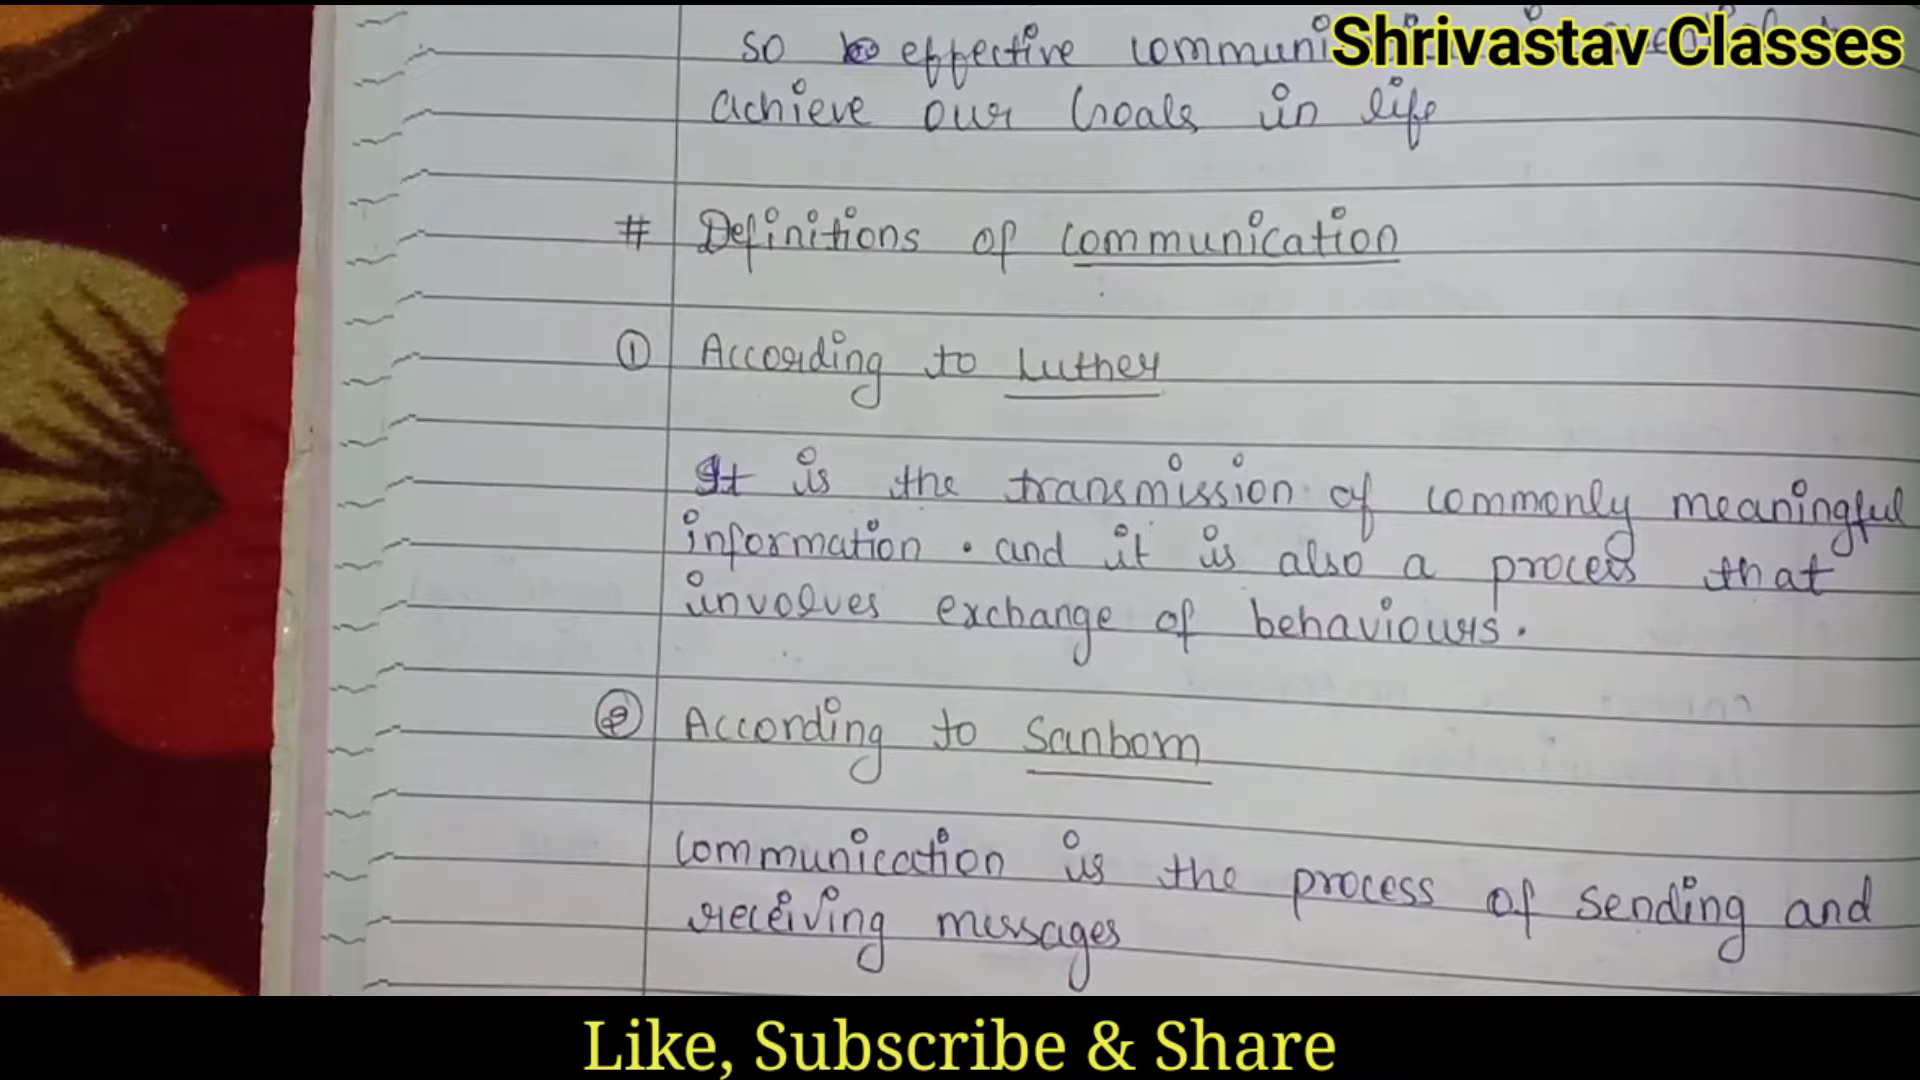 so effective communi
Shrivastav Classes
achieve our Goals in life
# Definitions of Communication
① According to Luther
It is the transmission of commonly meaningful
information. and it is also a process that
involves exchange of behaviours.
② According to Sanborn
Communication is the process of sending and
receiving messages
Like, Subscribe & Share